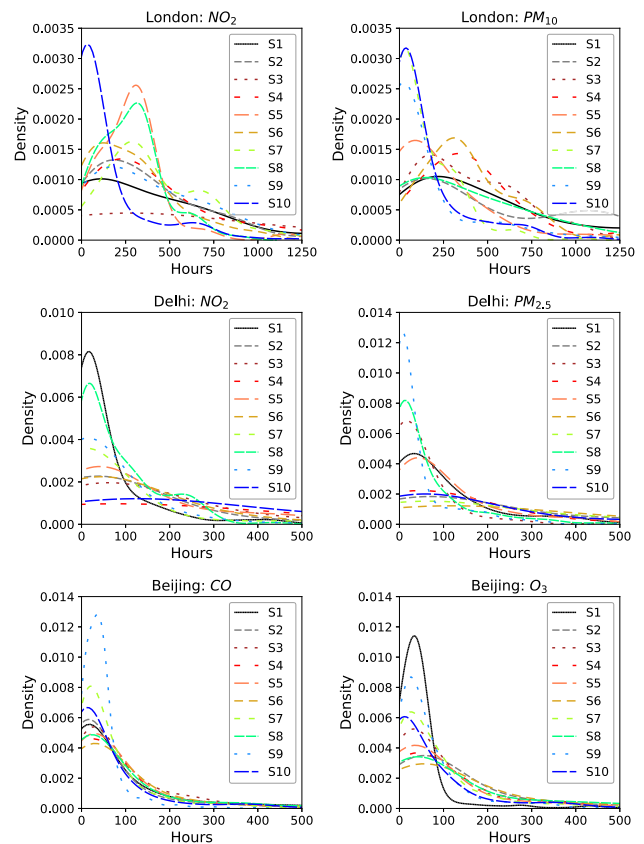 London: NO2
0.0035
0.0030
0.0025
0.0020
0.0015
0.0010
0.0005
0.0000
Density
0 250 500 750 1000 1250
Hours
S1
S2
S3
S4
S5
S6
S7
S8
S9
S10
London: PM10
0.0035
0.0030
0.0025
0.0020
0.0015
0.0010
0.0005
0.0000
Density
0 250 500 750 1000 1250
Hours
S1
S2
S3
S4
S5
S6
S7
S8
S9
S10
Delhi: NO2
0.010
0.008
0.006
0.004
0.002
0.000
Density
0 100 200 300 400 500
Hours
S1
S2
S3
S4
S5
S6
S7
S8
S9
S10
Delhi: PM2.5
0.014
0.012
0.010
0.008
0.006
0.004
0.002
0.000
Density
0 100 200 300 400 500
Hours
S1
S2
S3
S4
S5
S6
S7
S8
S9
S10
Beijing: CO
0.014
0.012
0.010
0.008
0.006
0.004
0.002
0.000
Density
0 100 200 300 400 500
Hours
S1
S2
S3
S4
S5
S6
S7
S8
S9
S10
Beijing: O3
0.014
0.012
0.010
0.008
0.006
0.004
0.002
0.000
Density
0 100 200 300 400 500
Hours
S1
S2
S3
S4
S5
S6
S7
S8
S9
S10